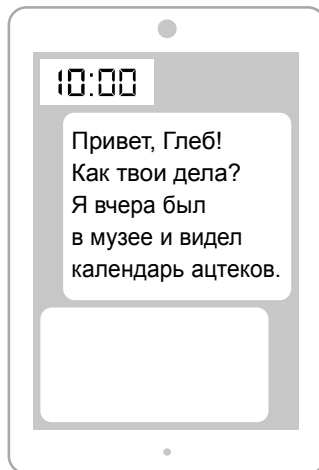 10:00
Привет, Глеб!
Как твои дела?
Я вчера был
в музее и видел
календарь ацтеков.